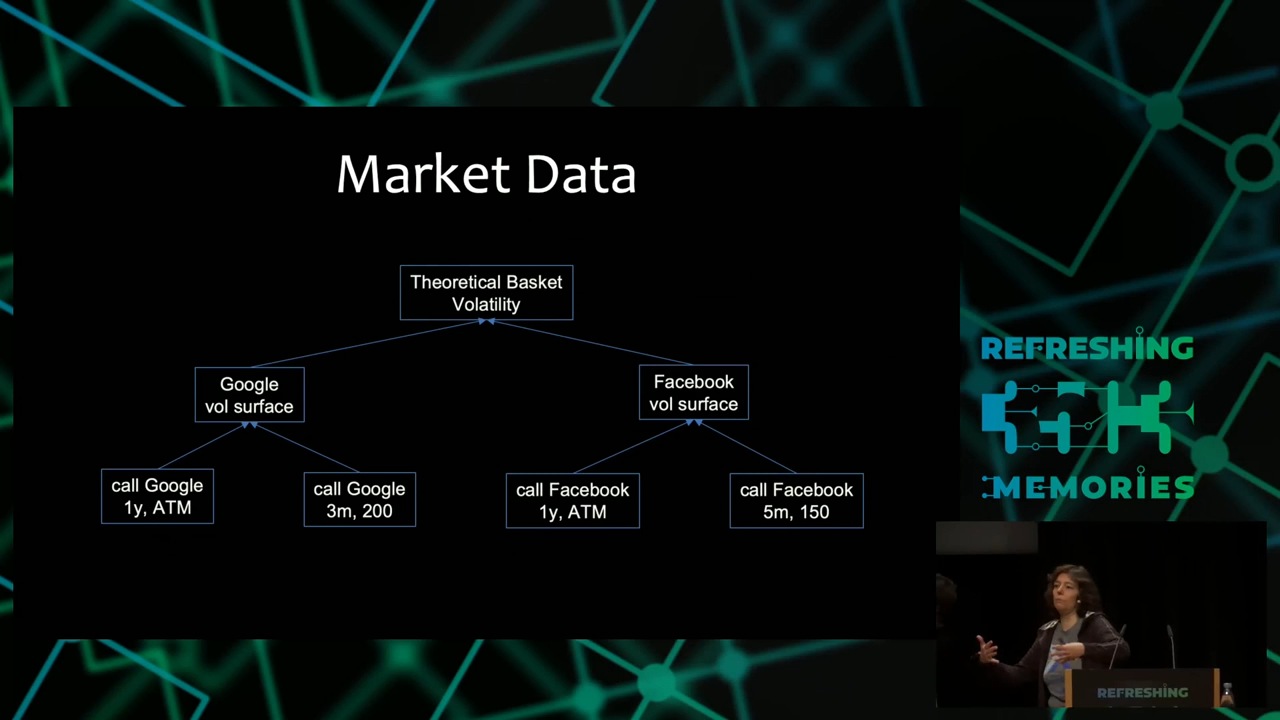 Market Data
Theoretical Basket
Volatility
Google
vol surface
Facebook
vol surface
call Google
1y, ATM
call Google
3m, 200
call Facebook
1y, ATM
call Facebook
5m, 150
REFRESHING
MEMORIES
REFRESHING